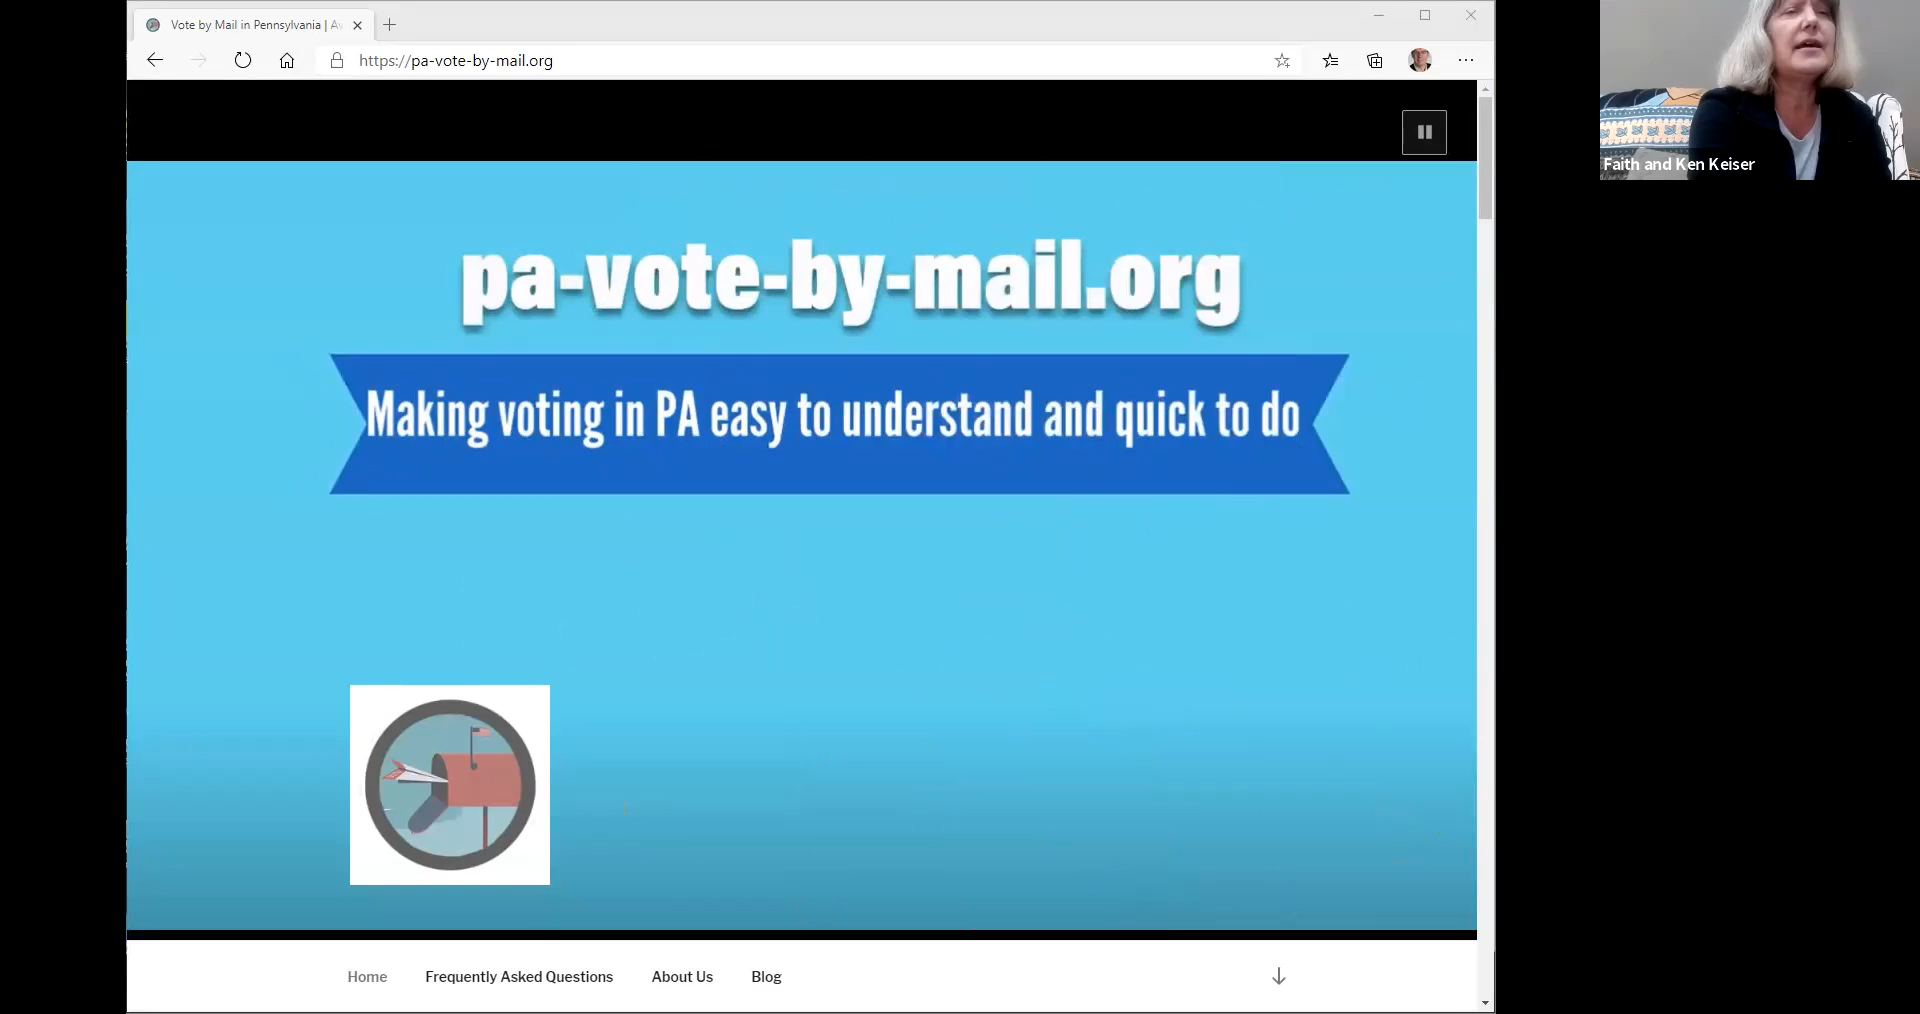 Vote by Mail in Pennsylvania |
https://pa-vote-by-mail.org
Faith and Ken Keiser
pa-vote-by-mail.org
Making voting in PA easy to understand and quick to do
Home
Frequently Asked Questions
About Us
Blog